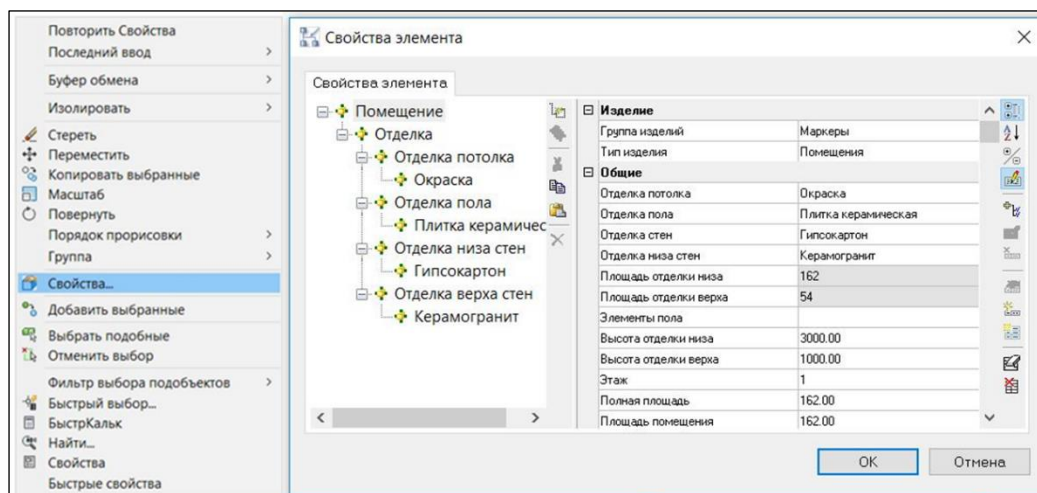 Повторить Свойства
Последний ввод
Буфер обмена
Изолировать
Стереть
Переместить
Копировать выбранные
Масштаб
Повернуть
Порядок прорисовки
Группа
Свойства...
Добавить выбранные
Выбрать подобные
Отменить выбор
Фильтр выбора подобъектов
Быстрый выбор...
БыстрКальк
Найти...
Свойства
Быстрые свойства
Свойства элемента
Свойства элемента
Помещение
Отделка
Отделка потолка
Окраска
Отделка пола
Плитка керамичес
Отделка низа стен
Гипсокартон
Отделка верха стен
Керамогранит
Изделие
Группа изделий Маркеры
Тип изделия Помещения
Общие
Отделка потолка Окраска
Отделка пола Плитка керамическая
Отделка стен Гипсокартон
Отделка низа стен Керамогранит
Площадь отделки низа 162
Площадь отделки верха 54
Элементы пола
Высота отделки низа 3000.00
Высота отделки верха 1000.00
Этаж 1
Полная площадь 162.00
Площадь помещения 162.00
OK Отмена